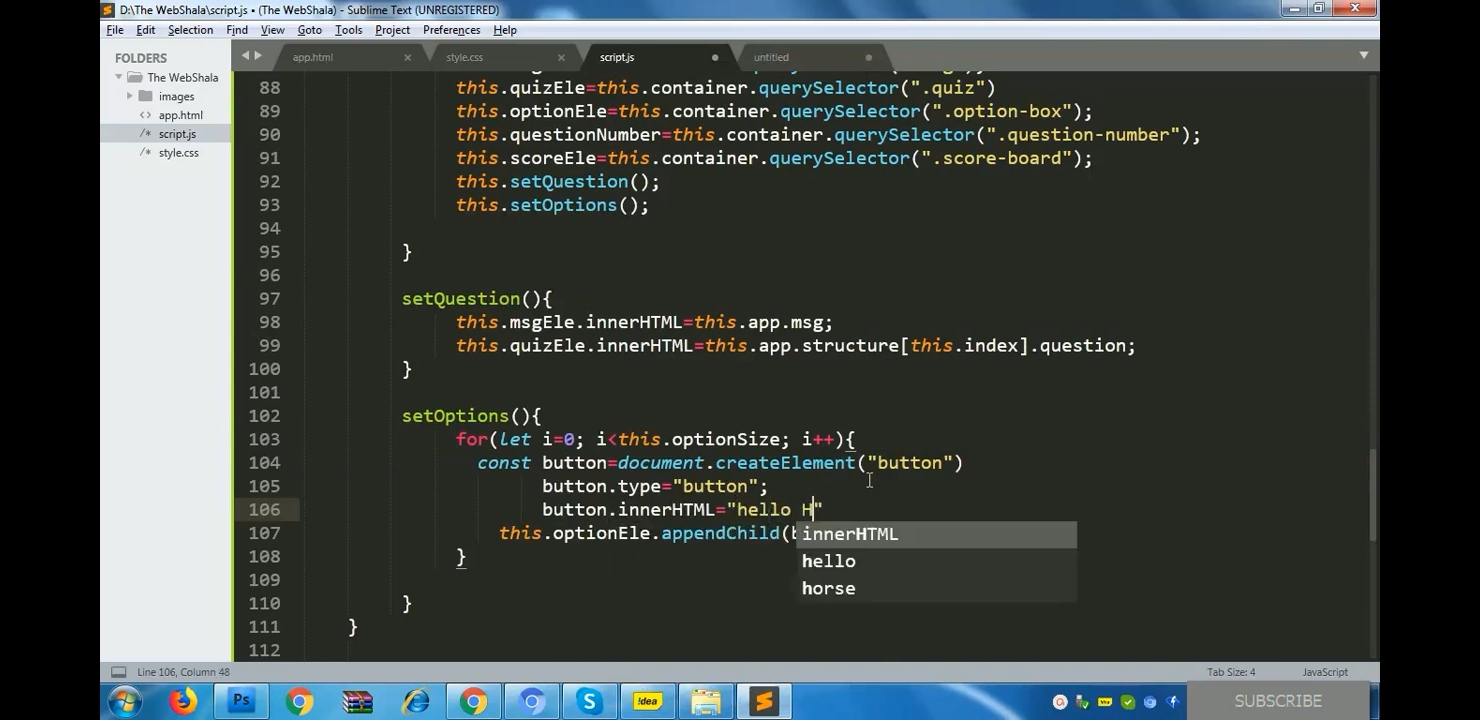 D:\The WebShala\script.js • (The WebShala) - Sublime Text (UNREGISTERED)
File Edit Selection Find View Goto Tools Project Preferences Help
FOLDERS
The WebShala
images
app.html
script.js
style.css
app.html style.css script.js untitled
88 this.quizEle=this.container.querySelector(".quiz")
89 this.optionEle=this.container.querySelector(".option-box");
90 this.questionNumber=this.container.querySelector(".question-number");
91 this.scoreEle=this.container.querySelector(".score-board");
92 this.setQuestion();
93 this.setOptions();
94
95 }
96
97 setQuestion(){
98 this.msgEle.innerHTML=this.app.msg;
99 this.quizEle.innerHTML=this.app.structure[this.index].question;
100 }
101
102 setOptions(){
103 for(let i=0; i<this.optionSize; i++){
104 const button=document.createElement("button")
105 button.type="button";
106 button.innerHTML="hello H"
107 this.optionEle.appendChild(
108 }
109
110 }
111 }
112
innerHTML
hello
horse
Line 106, Column 48 Tab Size: 4 JavaScript
Ps !dea SUBSCRIBE